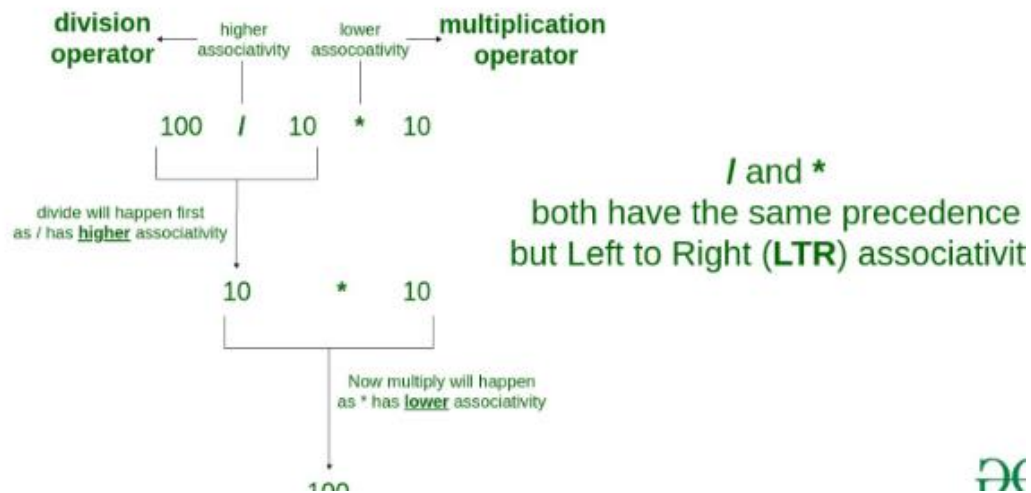 division
operator
higher
associativity
lower
assocoativity
multiplication
operator
100 / 10 * 10
divide will happen first
as / has higher associativity
10 * 10
Now multiply will happen
as * has lower associativity
100
/ and *
both have the same precedence
but Left to Right (LTR) associativit